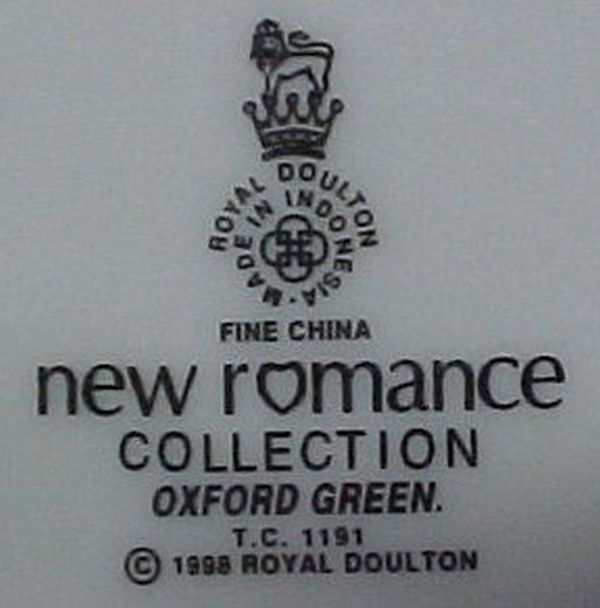 ROYAL DOULTON
MADE IN INDONESIA
FINE CHINA
new romance
COLLECTION
OXFORD GREEN.
T.C. 1191
© 1998 ROYAL DOULTON